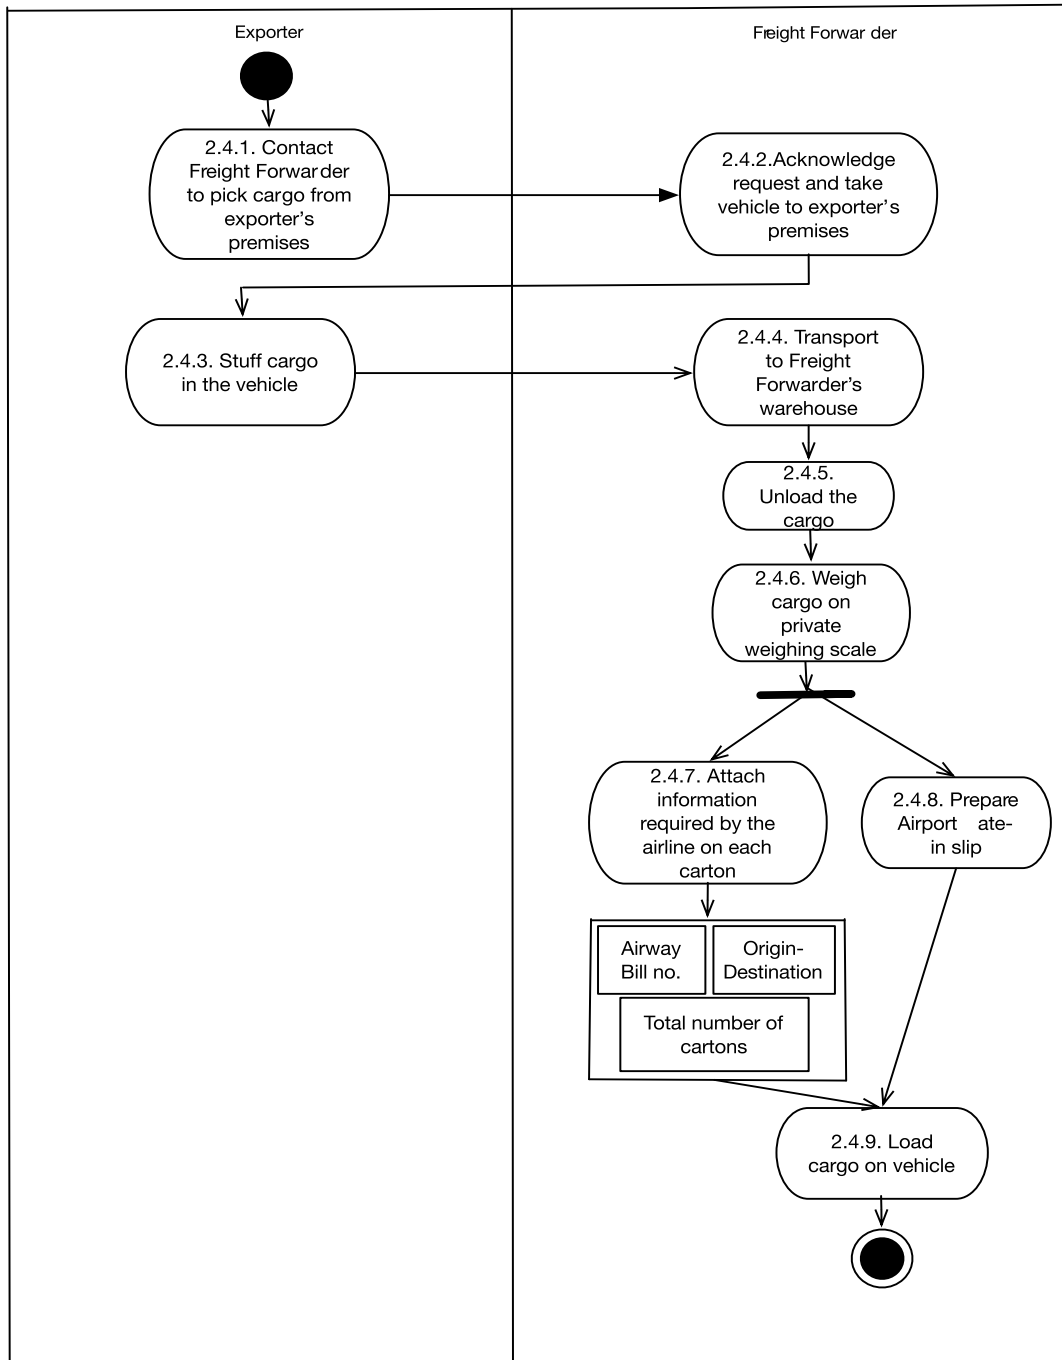 Exporter
Freight Forwar der
2.4.1. Contact
Freight Forwarder
to pick cargo from
exporter's
premises
2.4.2.Acknowledge
request and take
vehicle to exporter's
premises
2.4.3. Stuff cargo
in the vehicle
2.4.4. Transport
to Freight
Forwarder's
warehouse
2.4.5.
Unload the
cargo
2.4.6. Weigh
cargo on
private
weighing scale
2.4.7. Attach
information
required by the
airline on each
carton
2.4.8. Prepare
Airport ate-
in slip
Airway
Bill no.
Origin-
Destination
Total number of
cartons
2.4.9. Load
cargo on vehicle